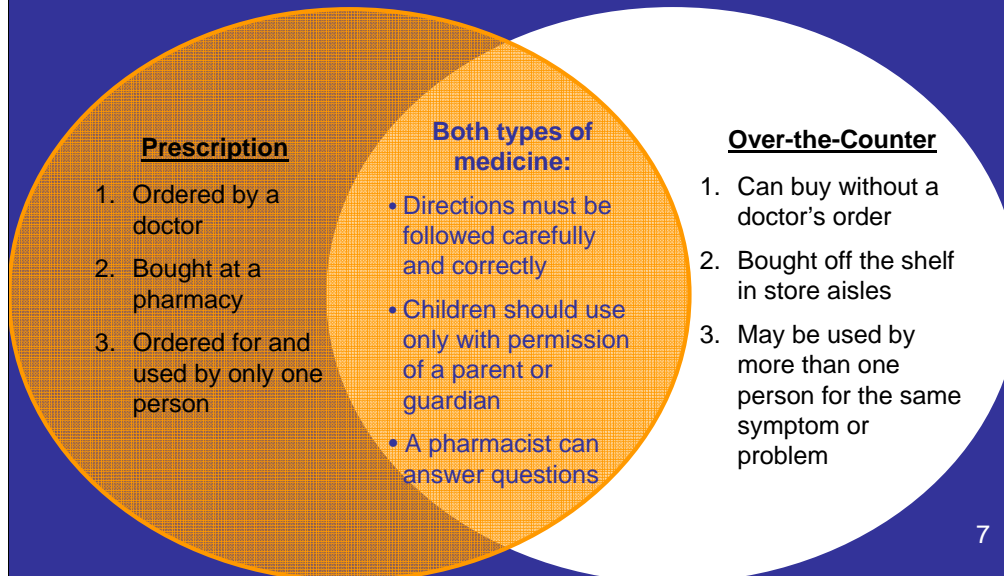 Prescription
1. Ordered by a
doctor
2. Bought at a
pharmacy
3. Ordered for and
used by only one
person
Both types of
medicine:
• Directions must be
followed carefully
and correctly
• Children should use
only with permission
of a parent or
guardian
• A pharmacist can
answer questions
Over-the-Counter
1. Can buy without a
doctor's order
2. Bought off the shelf
in store aisles
3. May be used by
more than one
person for the same
symptom or
problem
7